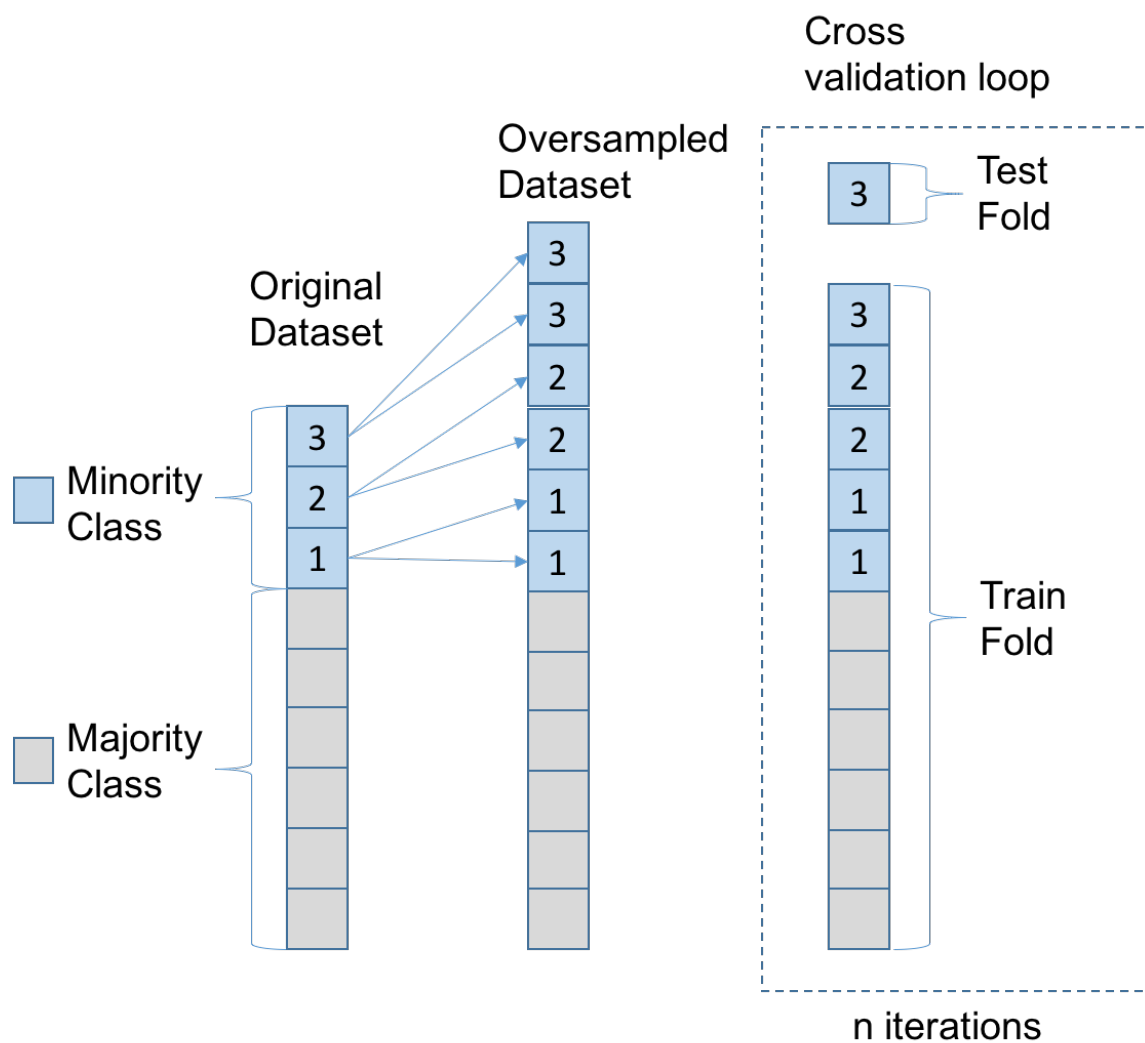 Cross
validation loop
Oversampled
Dataset
Test
Fold
3
Original
Dataset
3
3
2
2
1
1
3
2
2
1
1
3
2
1
Minority
Class
Train
Fold
Majority
Class
n iterations